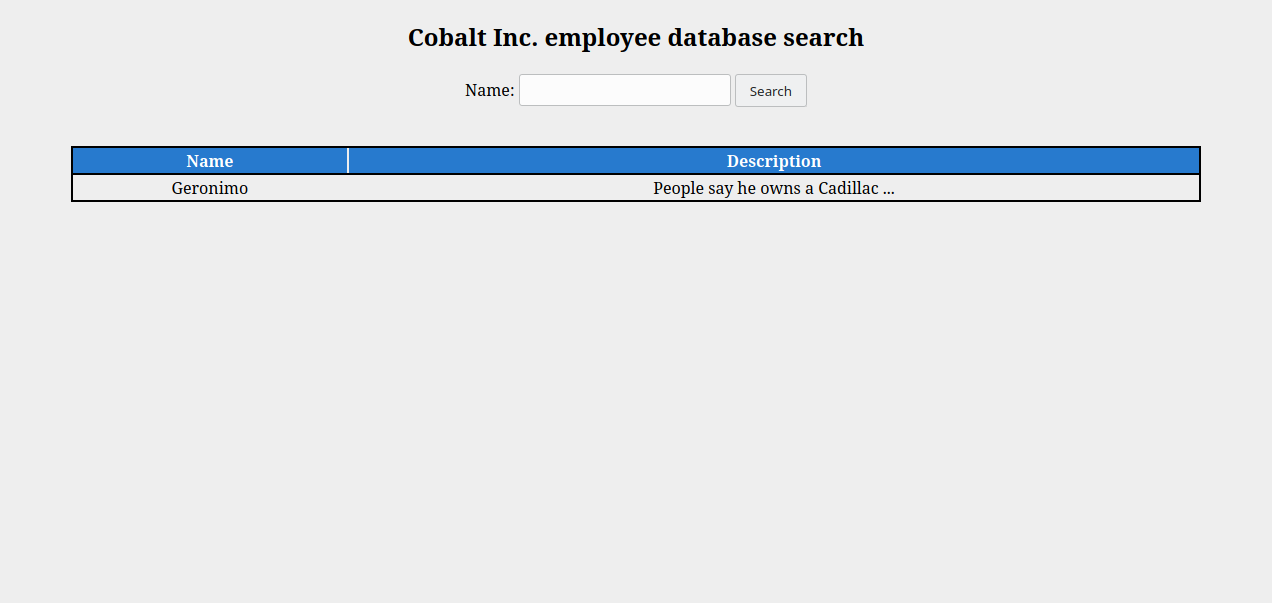 Cobalt Inc. employee database search
Name: Search
Name Description
Geronimo People say he owns a Cadillac ...